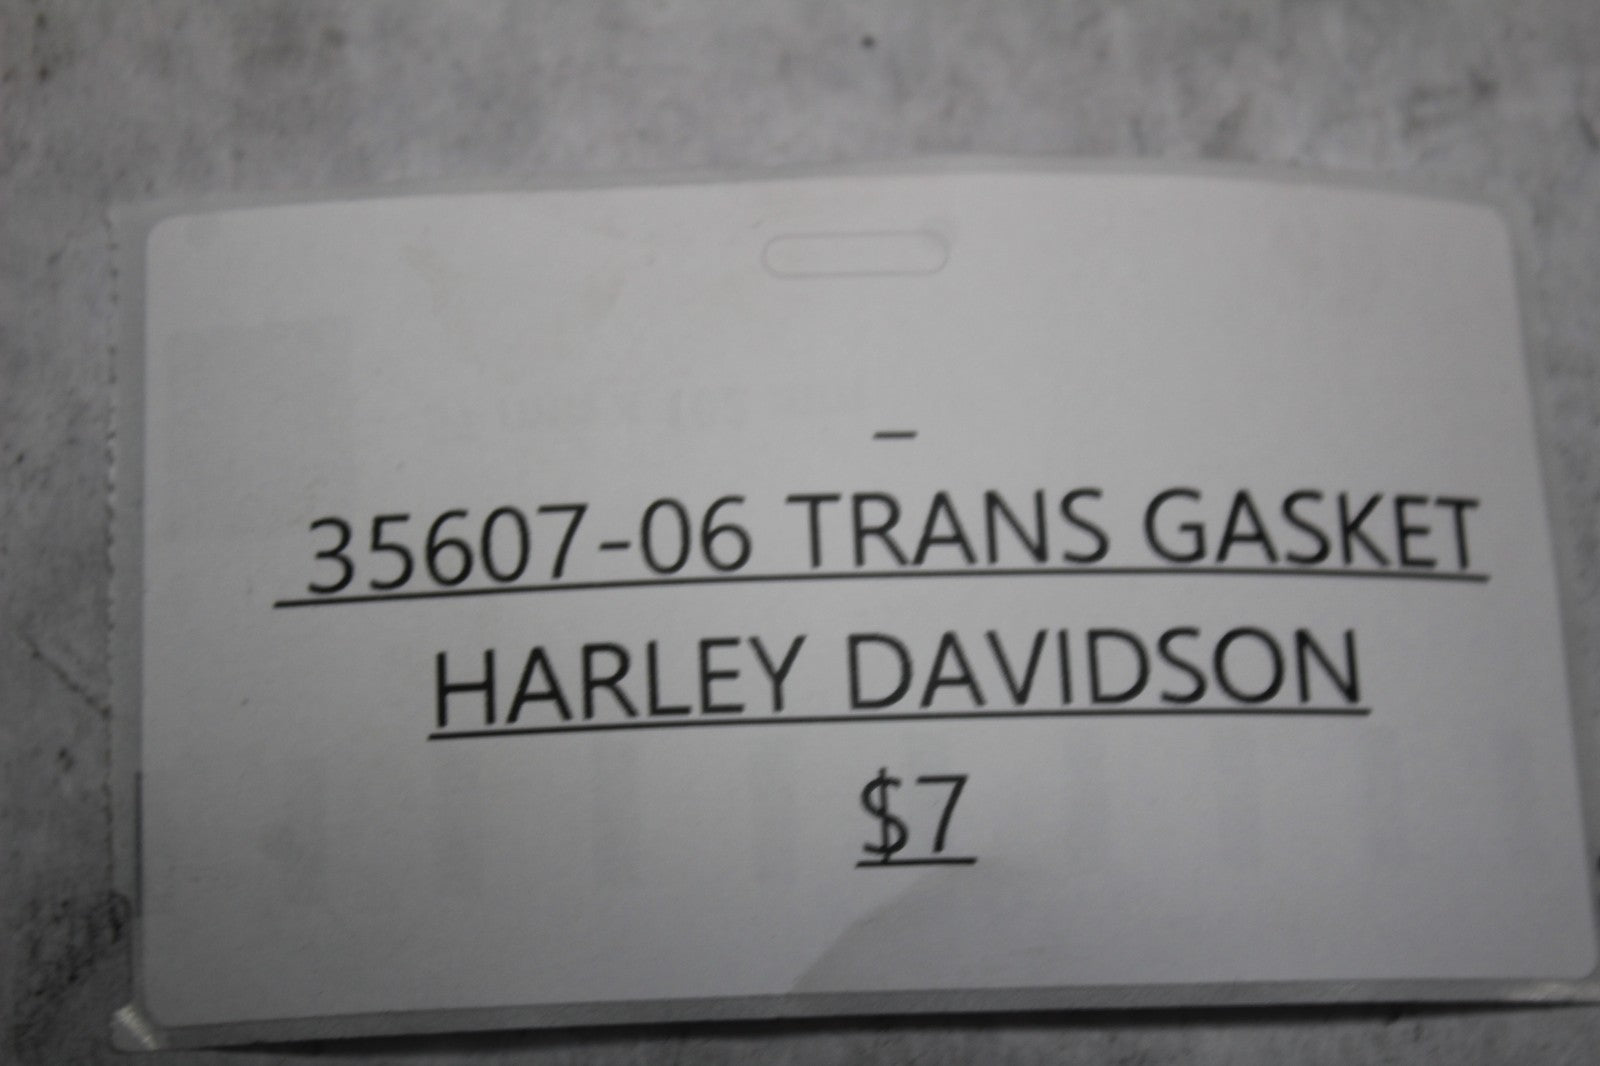 –
35607-06 TRANS GASKET
HARLEY DAVIDSON
$7